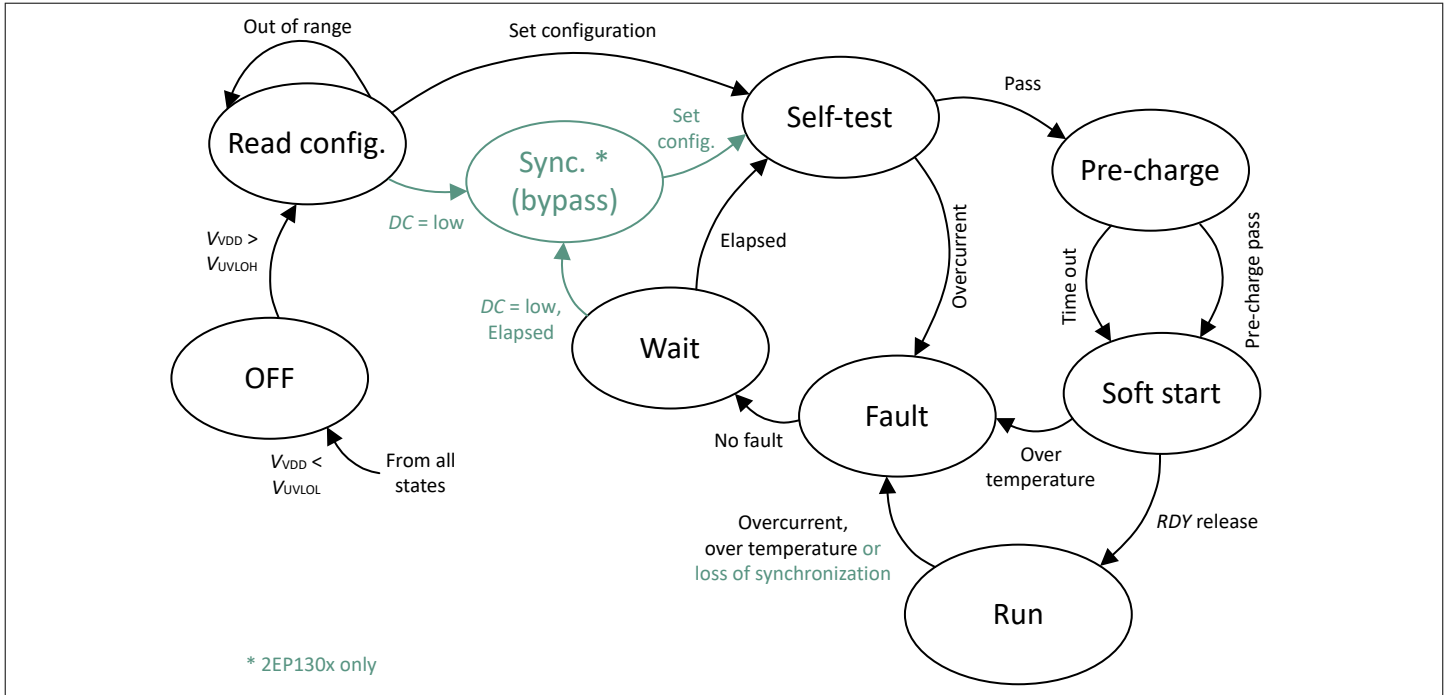 Out of range
Set configuration
Read config.
Self-test
Pass
Set
config.
Sync. *
(bypass)
Pre-charge
DC = low
VVDD >
VUVLOH
Elapsed
Overcurrent
Time out
Pre-charge pass
DC = low,
Elapsed
Wait
OFF
Soft start
Fault
No fault
Over
temperature
VVDD <
VUVLOL
From all
states
RDY release
Overcurrent,
over temperature or
loss of synchronization
Run
* 2EP130x only